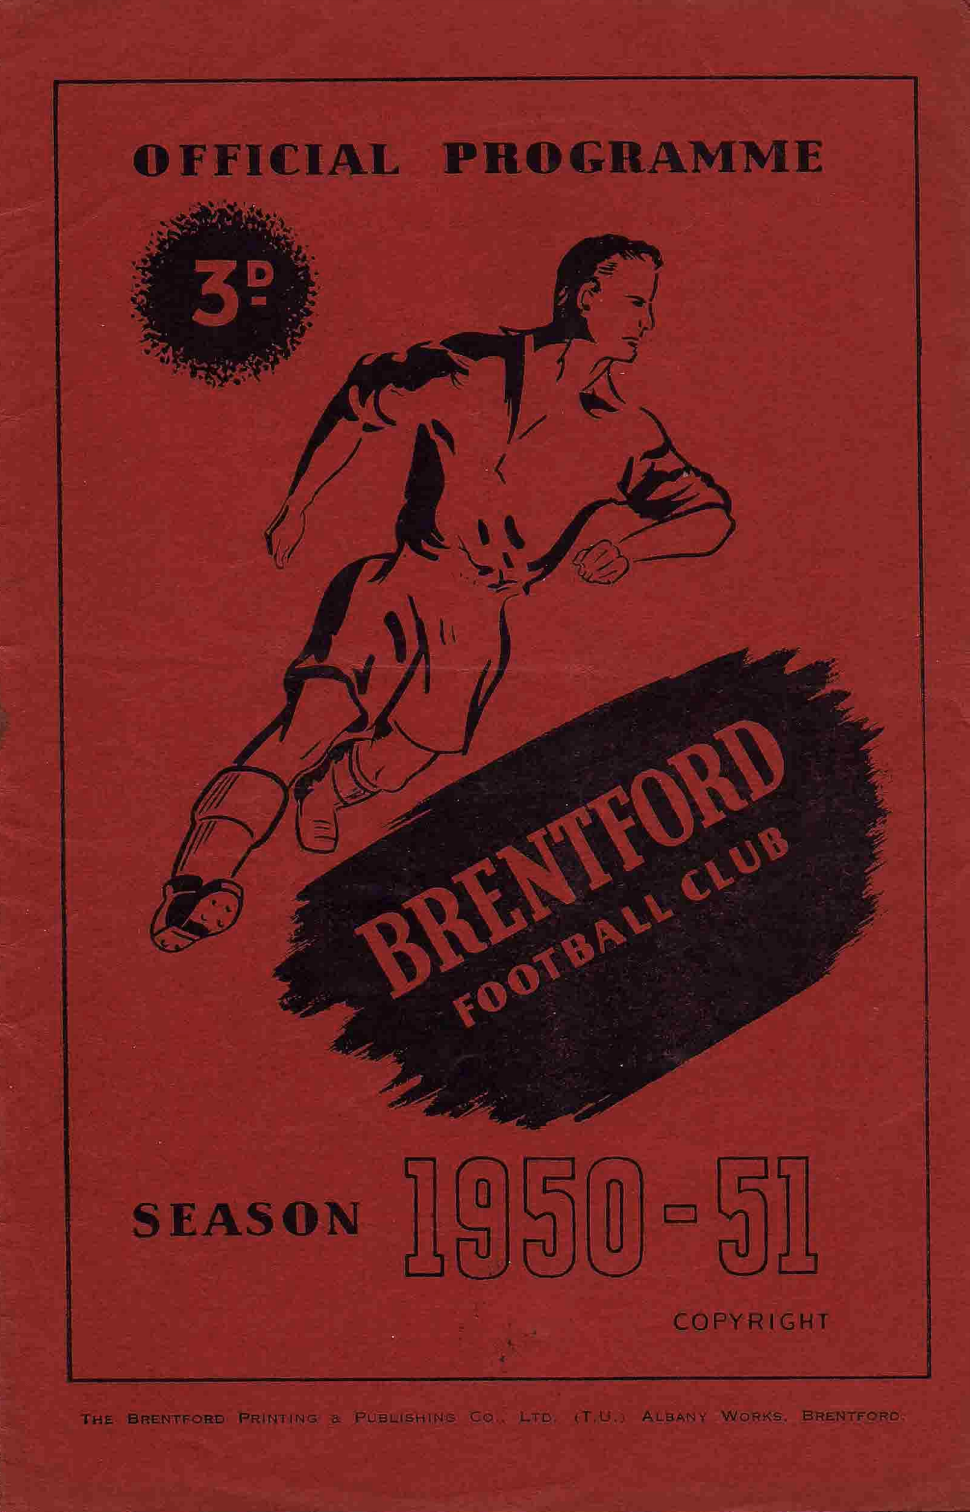 OFFICIAL PROGRAMME
3D
BRENTFORD
FOOTBALL CLUB
SEASON 1950-51
COPYRIGHT
THE BRENTFORD PRINTING & PUBLISHING CO., LTD. (T.U.) ALBANY WORKS, BRENTFORD.